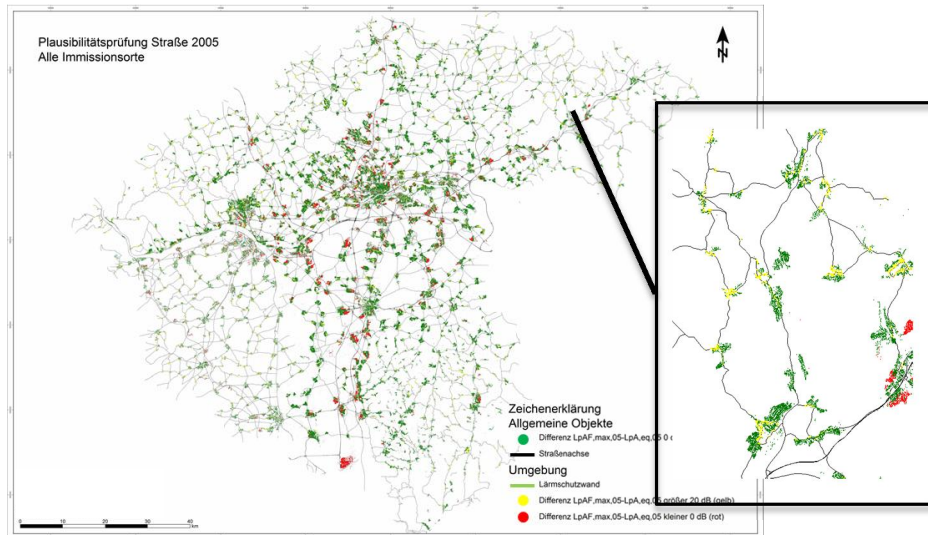 Plausibilitätsprüfung Straße 2005
Alle Immissionsorte
N
Zeichenerklärung
Allgemeine Objekte
Differenz LpAF,max,05-LpA,eq,05 0
Straßenachse
Umgebung
Lärmschutzwand
Differenz LpAF,max,05-LpA,eq,05 größer 20 dB (gelb)
Differenz LpAF,max,05-LpA,eq,05 kleiner 0 dB (rot)
0 10 20 30 40
km